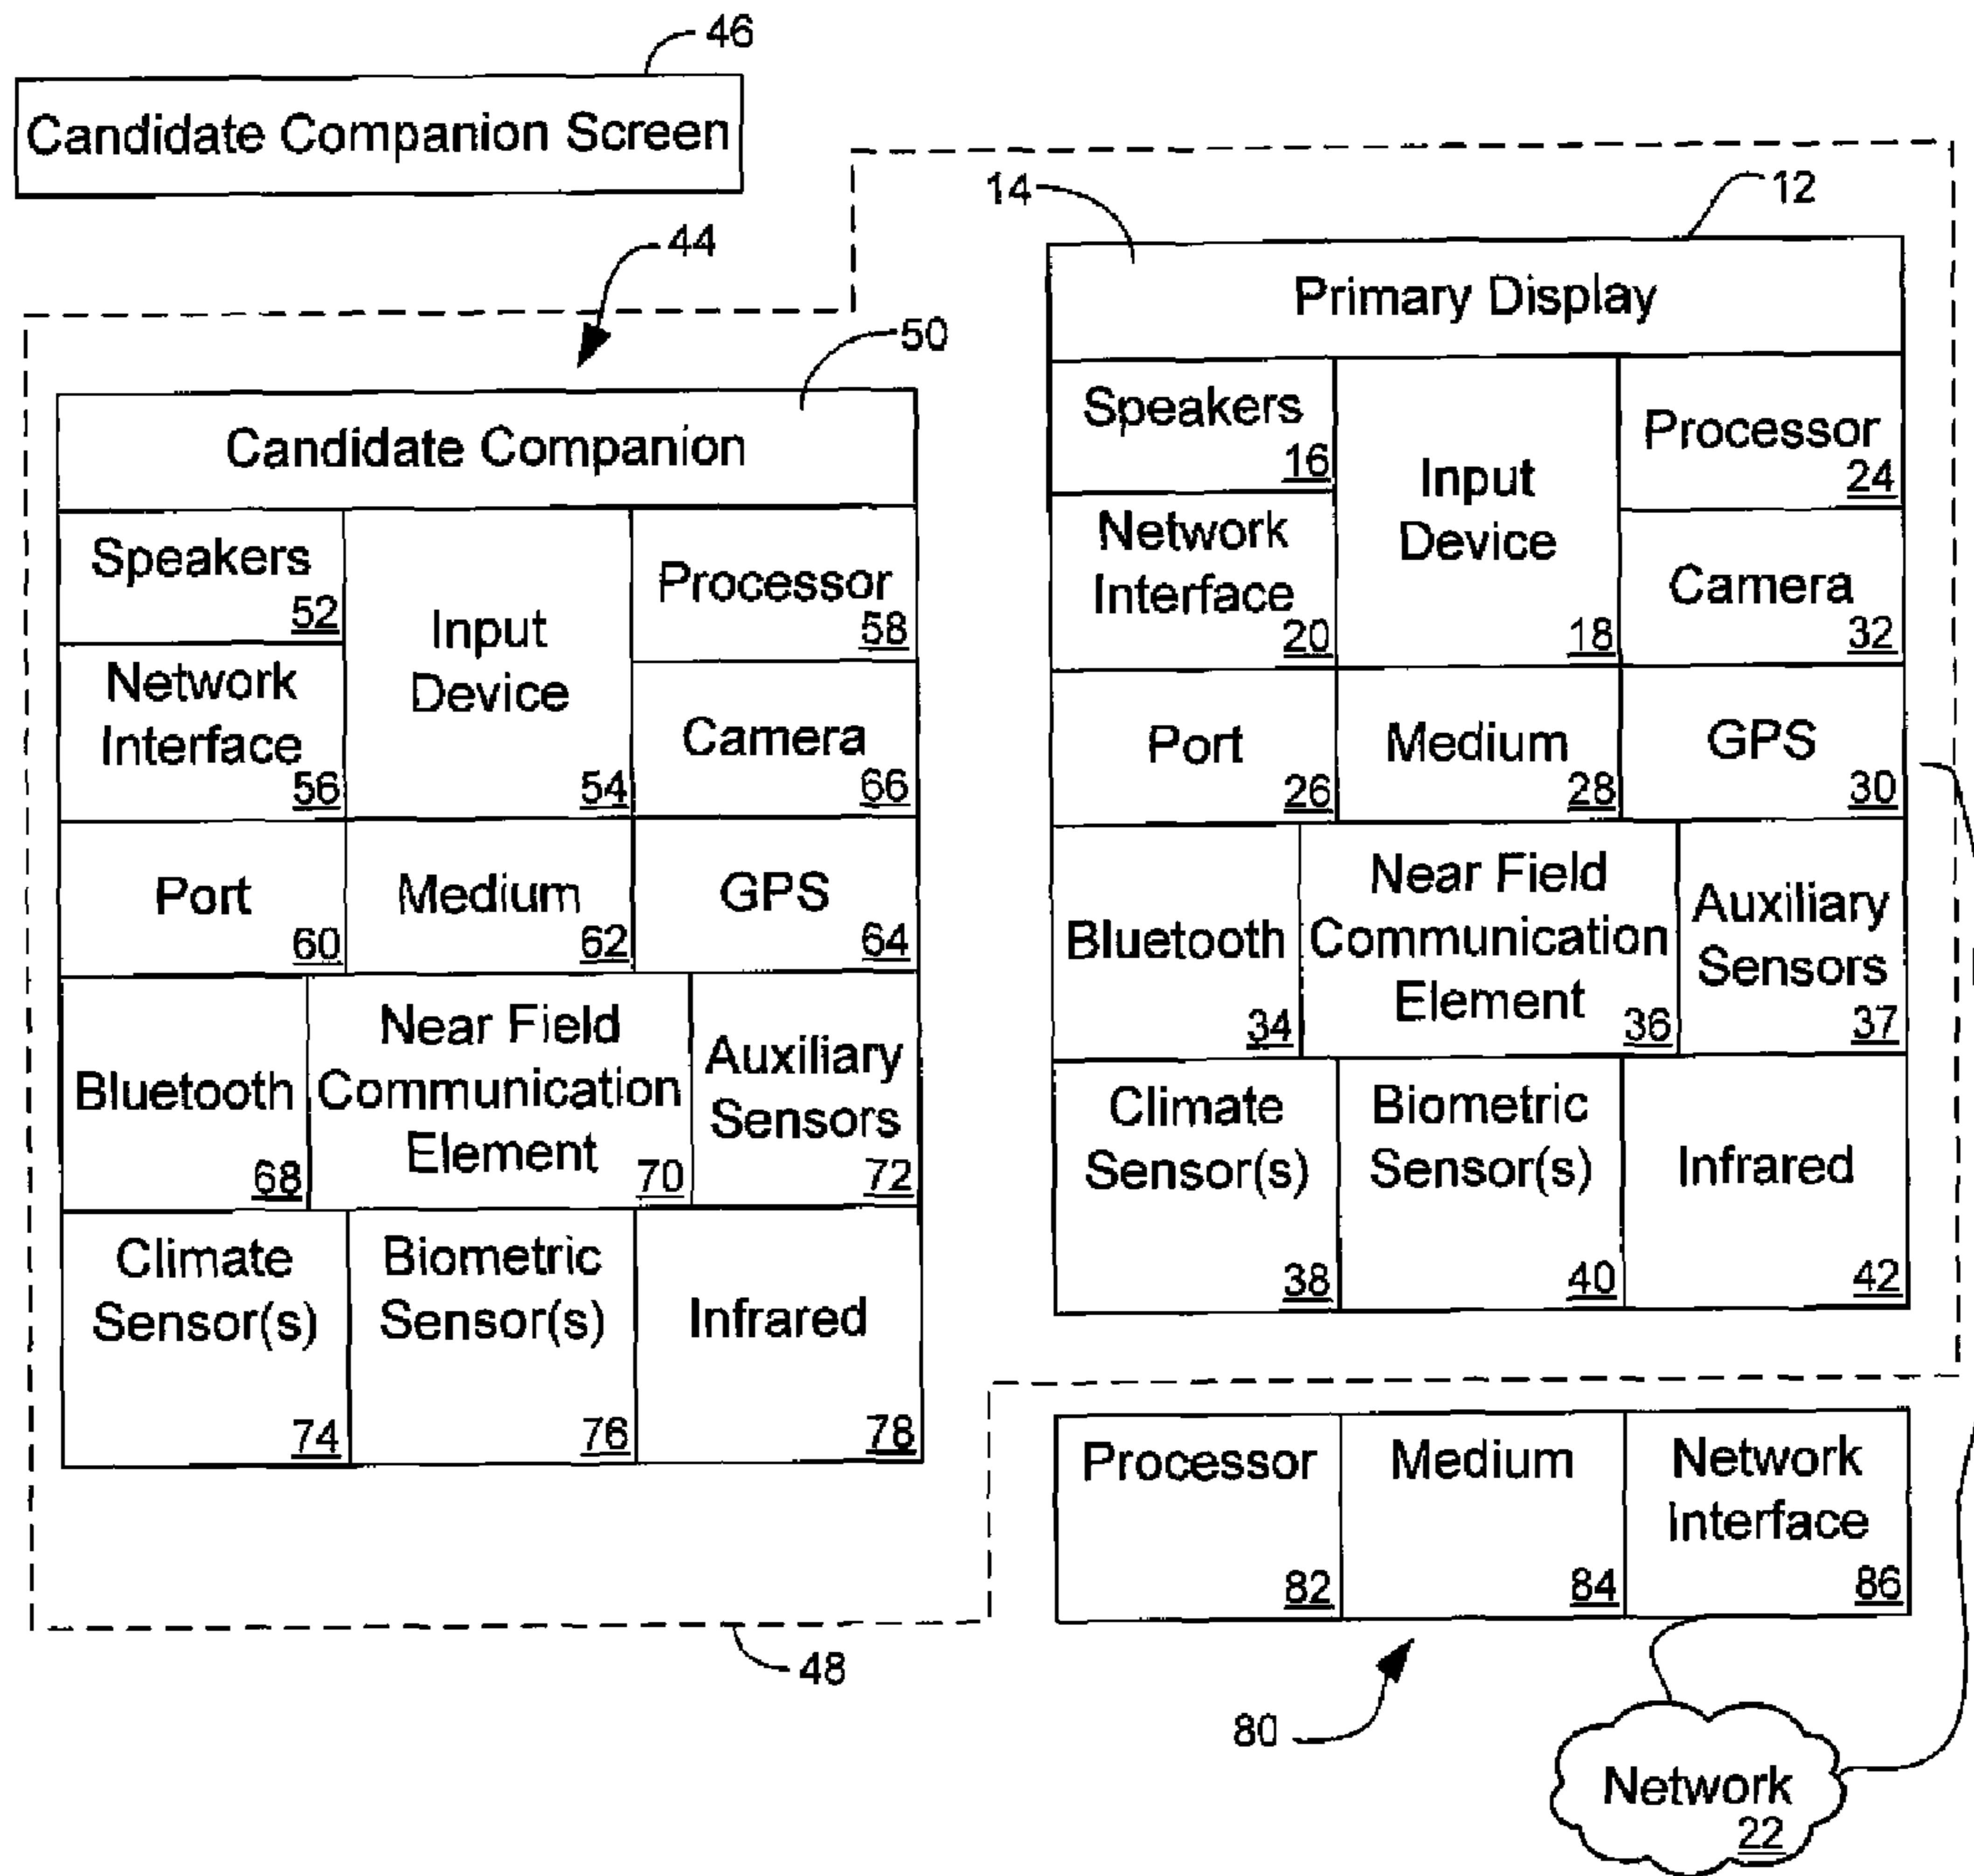 46
Candidate Companion Screen
44
14
12
Primary Display
Speakers
16
Input
Device
18
Processor
24
Network
Interface
20
Camera
32
Port
26
Medium
28
GPS
30
Bluetooth
34
Near Field
Communication
Element
36
Auxiliary
Sensors
37
Climate
Sensor(s)
38
Biometric
Sensor(s)
40
Infrared
42
50
Candidate Companion
Speakers
52
Input
Device
54
Processor
58
Network
Interface
56
Camera
66
Port
60
Medium
62
GPS
64
Bluetooth
68
Near Field
Communication
Element
70
Auxiliary
Sensors
72
Climate
Sensor(s)
74
Biometric
Sensor(s)
76
Infrared
78
48
Processor
82
Medium
84
Network
Interface
86
80
Network
22